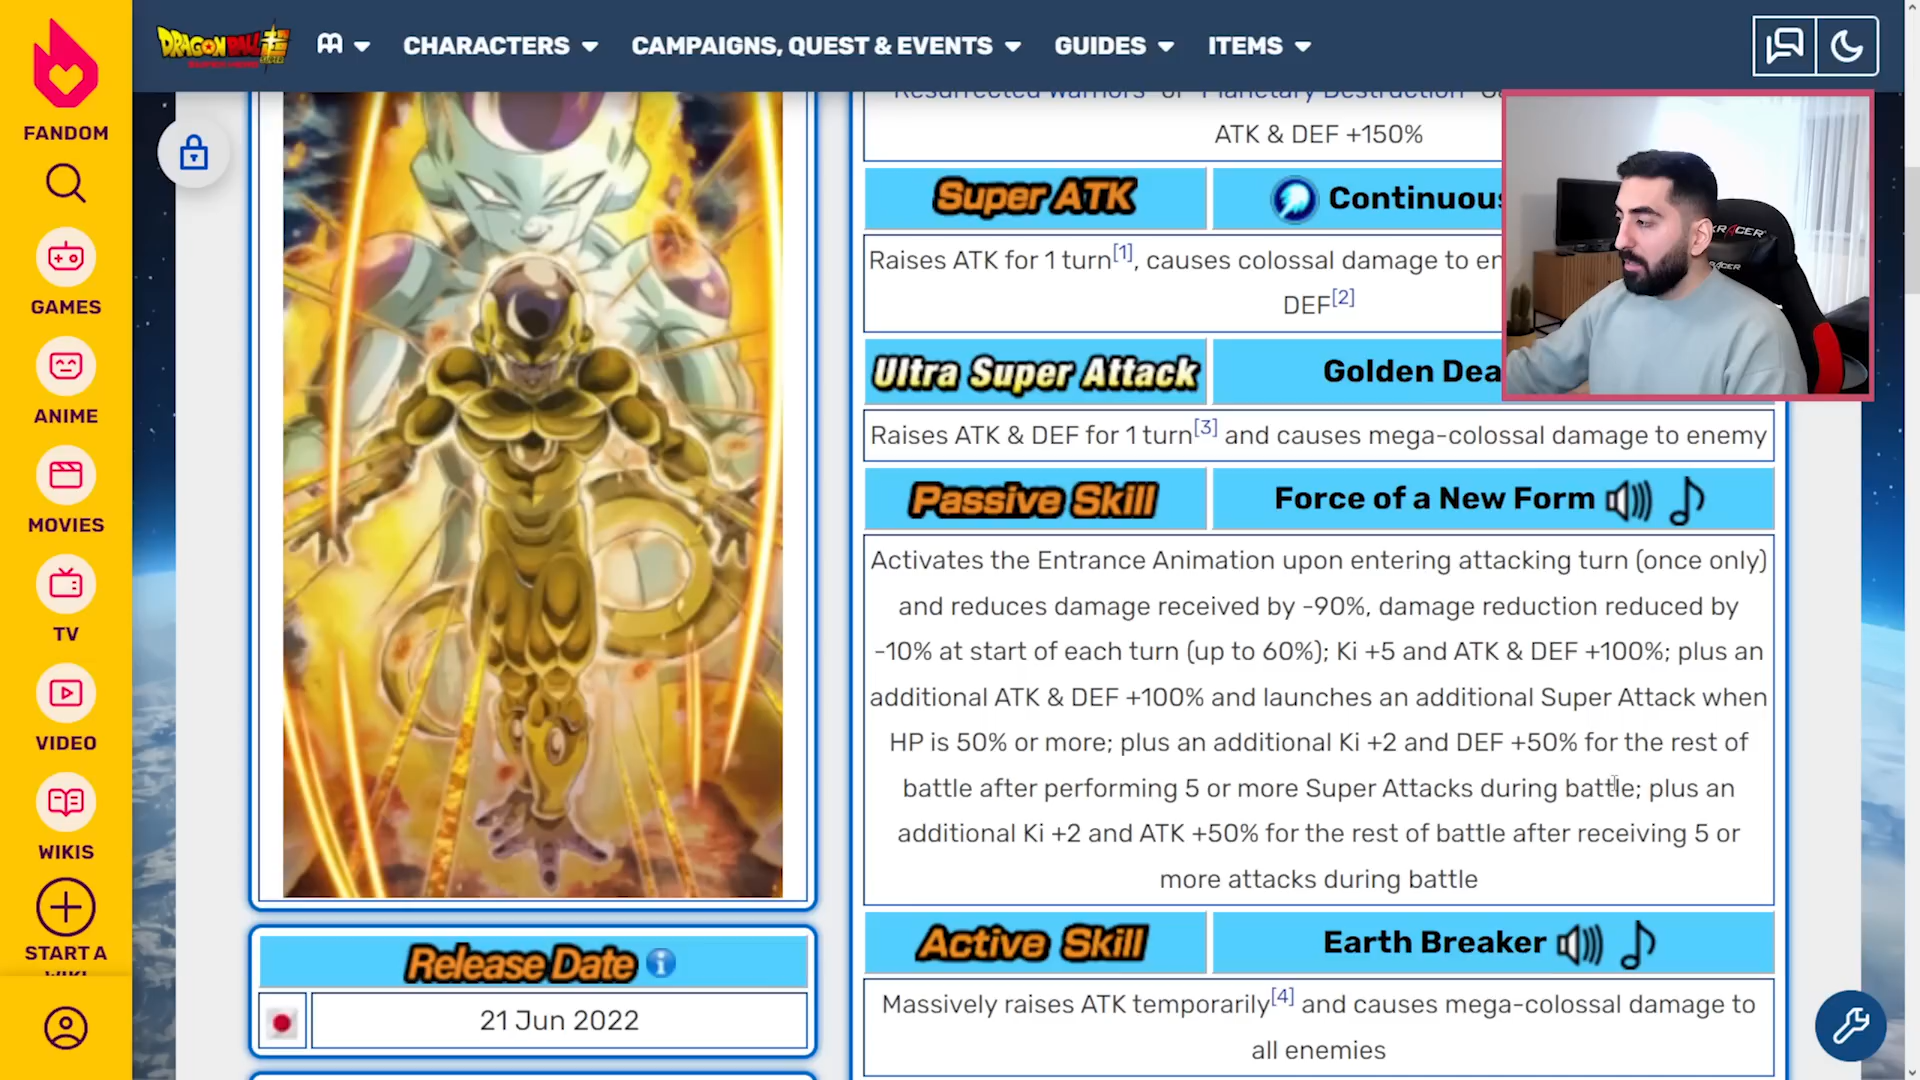 DRAGON BALL
CHARACTERS
CAMPAIGNS, QUEST & EVENTS
GUIDES
ITEMS
FANDOM
GAMES
ANIME
MOVIES
TV
VIDEO
WIKIS
START A
Resurrected Warriors" or "Planetary Destruction
ATK & DEF +150%
Super ATK
Continuous
Raises ATK for 1 turn[1], causes colossal damage to en
DEF[2]
Ultra Super Attack
Golden Dea
Raises ATK & DEF for 1 turn[3] and causes mega-colossal damage to enemy
Passive Skill
Force of a New Form
Activates the Entrance Animation upon entering attacking turn (once only)
and reduces damage received by -90%, damage reduction reduced by
-10% at start of each turn (up to 60%); Ki +5 and ATK & DEF +100%; plus an
additional ATK & DEF +100% and launches an additional Super Attack when
HP is 50% or more; plus an additional Ki +2 and DEF +50% for the rest of
battle after performing 5 or more Super Attacks during battle; plus an
additional Ki +2 and ATK +50% for the rest of battle after receiving 5 or
more attacks during battle
Active Skill
Earth Breaker
Massively raises ATK temporarily[4] and causes mega-colossal damage to
all enemies
Release Date
21 Jun 2022